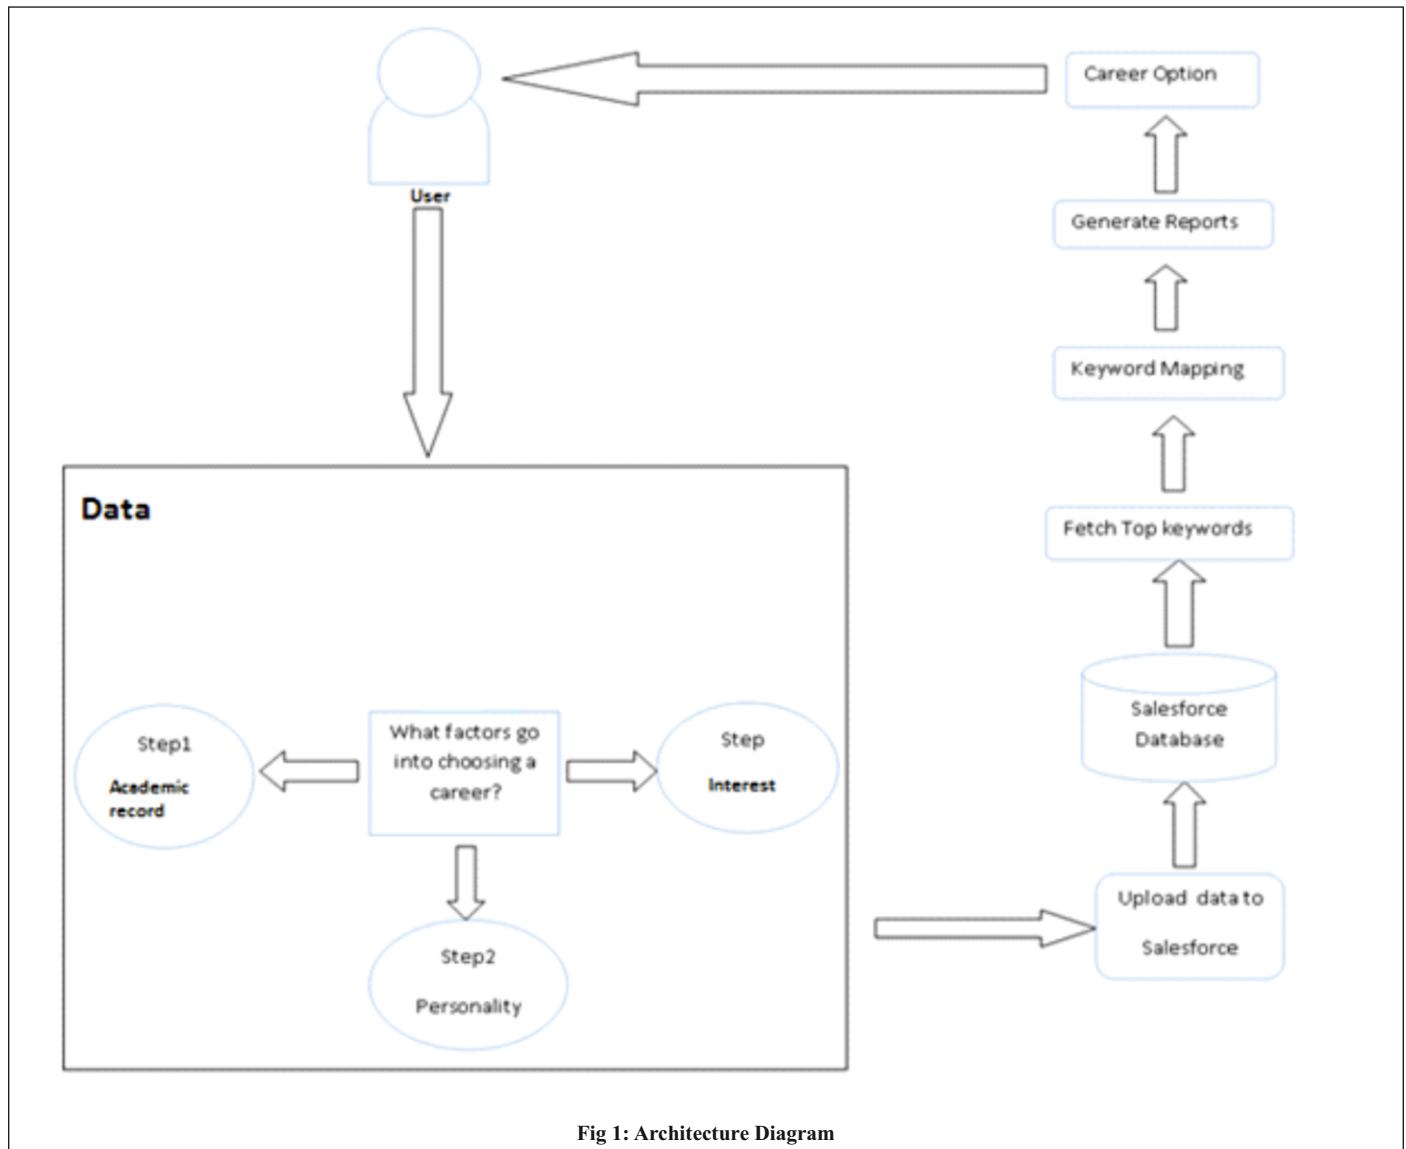 User
Career Option
Generate Reports
Keyword Mapping
Fetch Top keywords
Salesforce
Database
Upload data to
Salesforce
Data
Step1
Academic
record
What factors go
into choosing a
career?
Step
Interest
Step2
Personality
Fig 1: Architecture Diagram